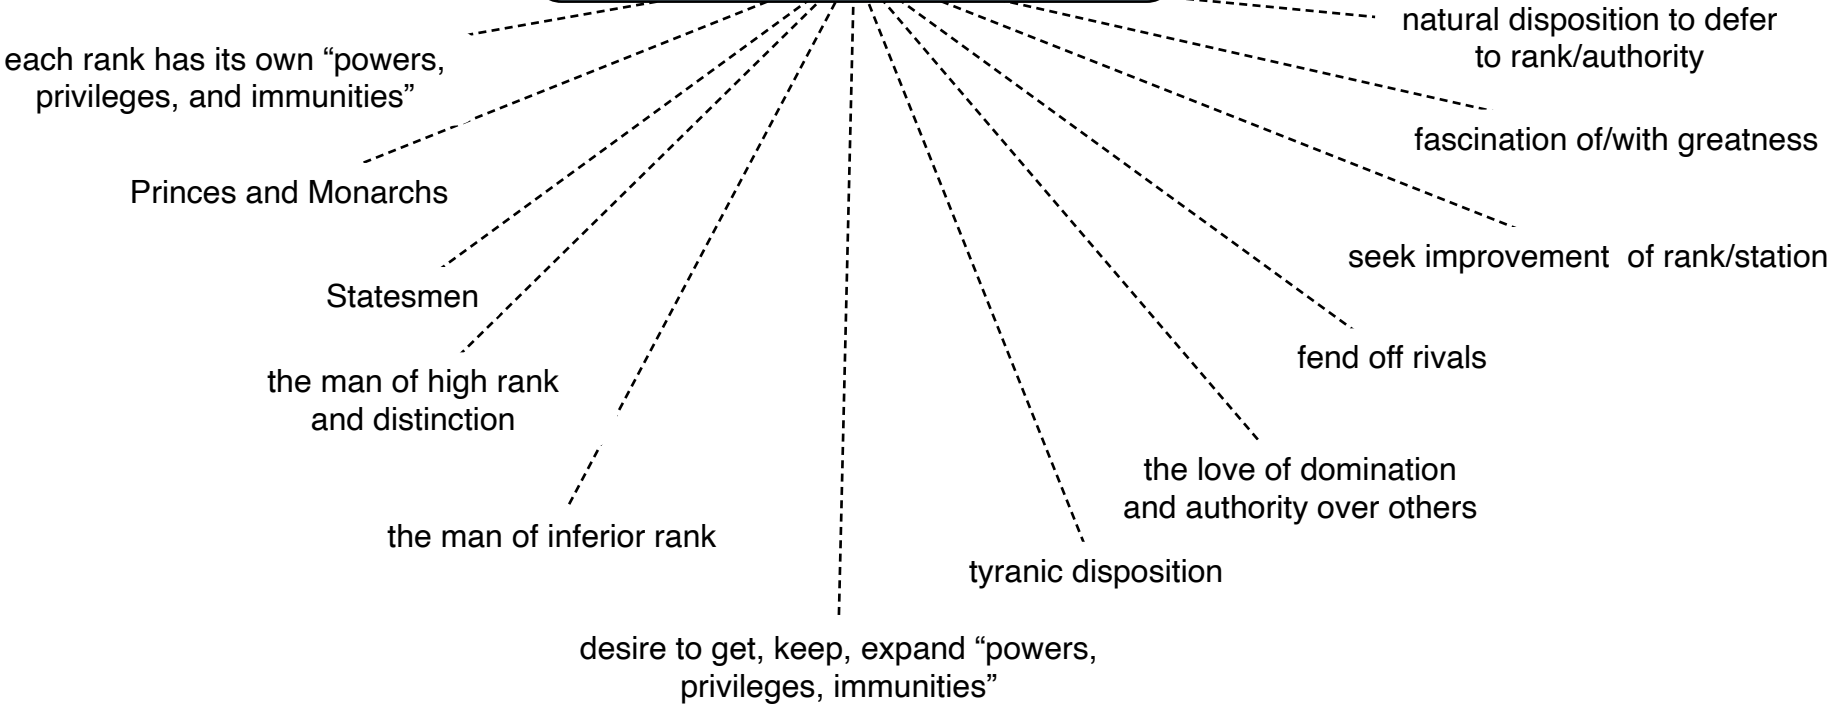 natural disposition to defer
to rank/authority
each rank has its own “powers,
privileges, and immunities”
fascination of/with greatness
Princes and Monarchs
seek improvement  of rank/station
Statesmen
fend off rivals
the man of high rank
and distinction
the love of domination
and authority over others
the man of inferior rank
tyranic disposition
desire to get, keep, expand “powers,
privileges, immunities”